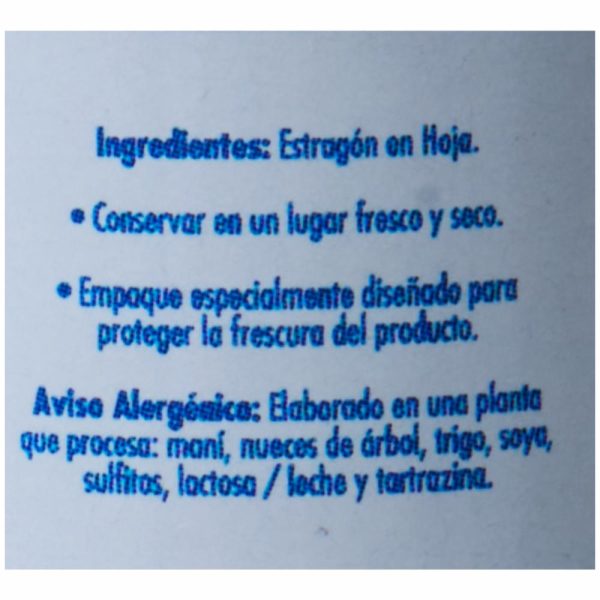 Ingredientes: Estragón en Hoja.
• Conservar en un lugar fresco y seco.
• Empaque especialmente diseñado para
proteger la frescura del producto.
Aviso Alergénico: Elaborado en una planta
que procesa: maní, nueces de árbol, trigo, soya,
sulfitos, lactosa / leche y tartrazina.